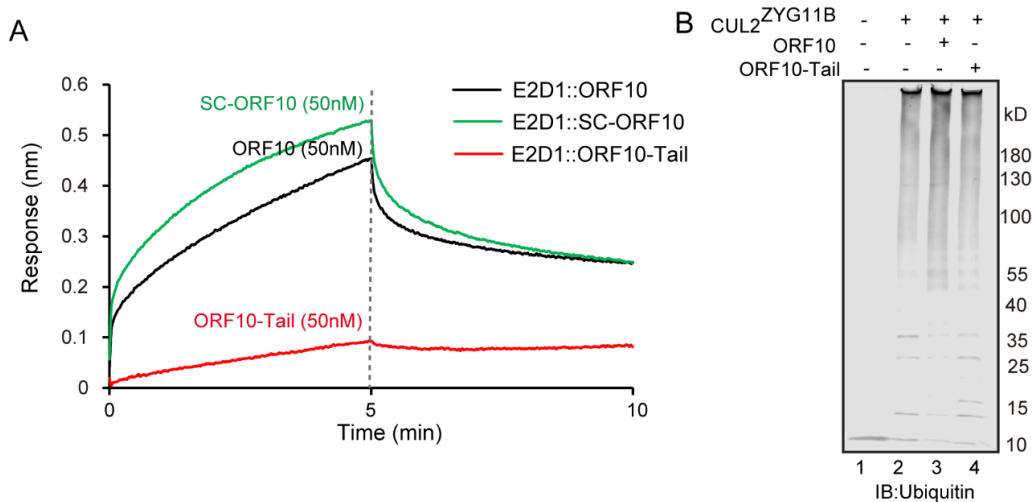 A
0.6
0.5
0.4
0.3
0.2
0.1
0
Response (nm)
SC-ORF10 (50nM)
ORF10 (50nM)
ORF10-Tail (50nM)
E2D1::ORF10
E2D1::SC-ORF10
E2D1::ORF10-Tail
0 5 10
Time (min)
B
CUL2ZYG11B - + + +
ORF10 - - + -
ORF10-Tail - - - +
kD
180
130
100
55
40
35
25
15
10
1 2 3 4
IB:Ubiquitin